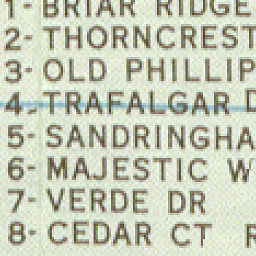 1- BRIAR RIDGE
2- THORNCREST
3- OLD PHILLIP
4- TRAFALGAR D
5- SANDRINGHA
6- MAJESTIC W
7- VERDE DR
8- CEDAR CT R